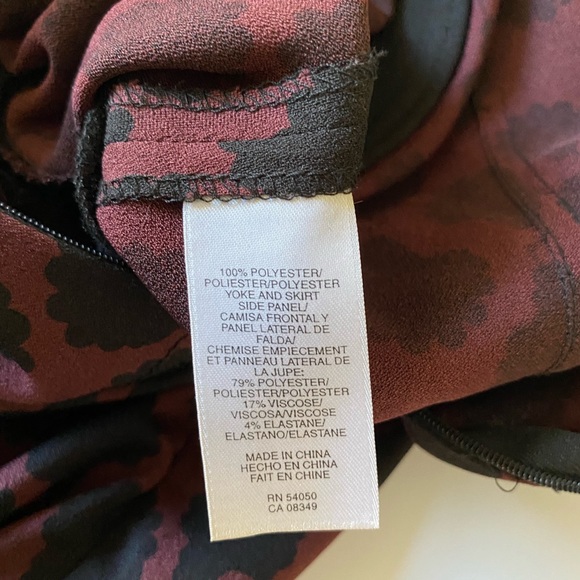 100% POLYESTER/
POLIESTER/POLYESTER
YOKE AND SKIRT
SIDE PANEL/
CAMISA FRONTAL Y
PANEL LATERAL DE
FALDA/
CHEMISE EMPIECEMENT
ET PANNEAU LATERAL DE
LA JUPE:
79% POLYESTER/
POLIESTER/POLYESTER
17% VISCOSE/
VISCOSA/VISCOSE
4% ELASTANE/
ELASTANO/ELASTANE
MADE IN CHINA
HECHO EN CHINA
FAIT EN CHINE
RN 54050
CA 08349